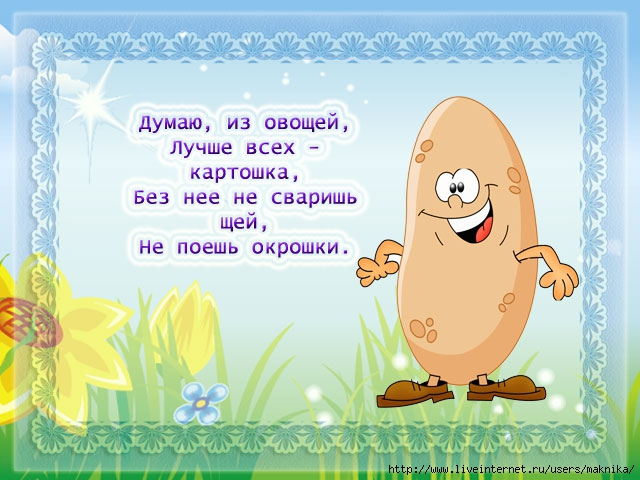 Думаю, из овощей,
Лучше всех -
картошка,
Без нее не сваришь
щей,
Не поешь окрошки.
http://www.liveinternet.ru/users/maknika/